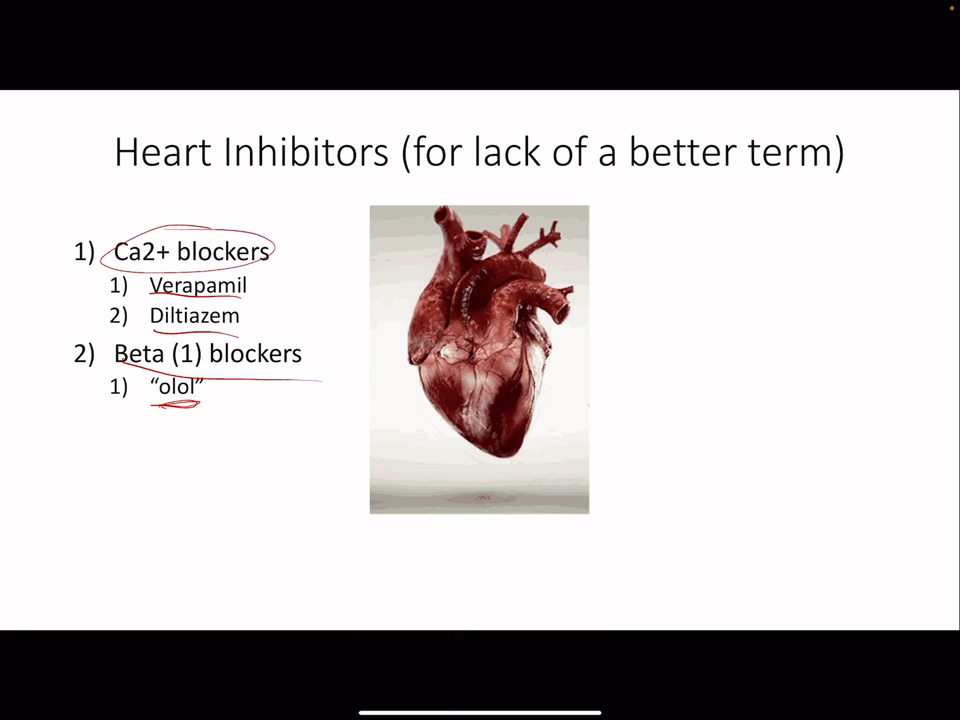 Heart Inhibitors (for lack of a better term)
1) Ca2+ blockers
1) Verapamil
2) Diltiazem
2) Beta (1) blockers
1) “olol”